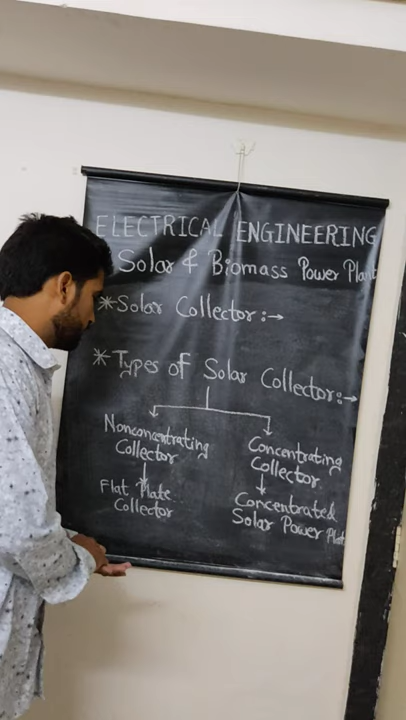 ELECTRICAL ENGINEERING
Solar & Biomass Power Plant
*Solar Collector:→
*Types of Solar Collector:→
Nonconcentrating
Collector
Concentrating
Collector
Flat Plate
Collector
Concentrated
Solar Power Plant